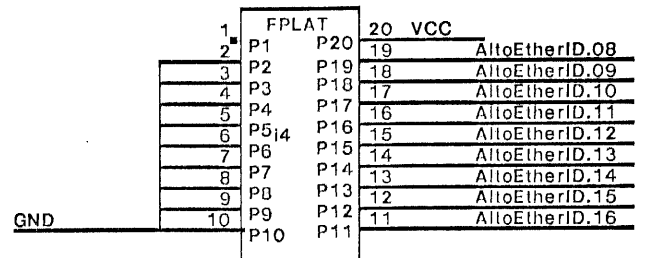 FPLAT
1 P1 P20 20 VCC
2 P2 P19 19 AltoEtherID.08
3 P3 P18 18 AltoEtherID.09
4 P4 P17 17 AltoEtherID.10
5 P5 i4 P16 16 AltoEtherID.11
6 P6 P15 15 AltoEtherID.12
7 P7 P14 14 AltoEtherID.13
8 P8 P13 13 AltoEtherID.14
9 P9 P12 12 AltoEtherID.15
GND 10 P10 P11 11 AltoEtherID.16